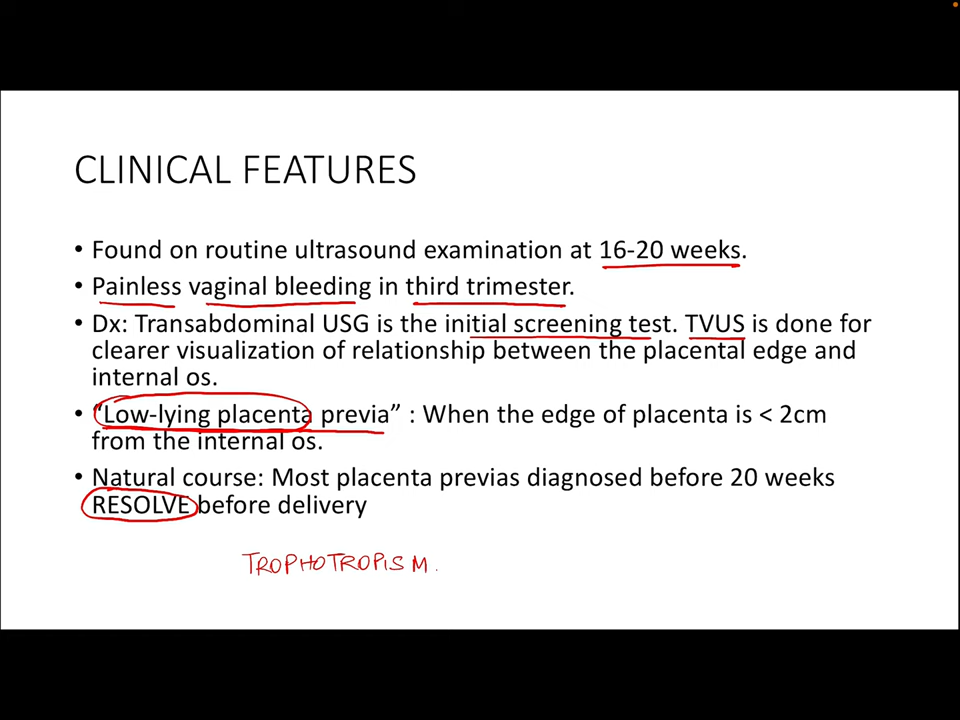 CLINICAL FEATURES
• Found on routine ultrasound examination at 16-20 weeks.
• Painless vaginal bleeding in third trimester.
• Dx: Transabdominal USG is the initial screening test. TVUS is done for
clearer visualization of relationship between the placental edge and
internal os.
• “Low-lying placenta previa” : When the edge of placenta is < 2cm
from the internal os.
• Natural course: Most placenta previas diagnosed before 20 weeks
RESOLVE before delivery
TROPHOTROPISM.